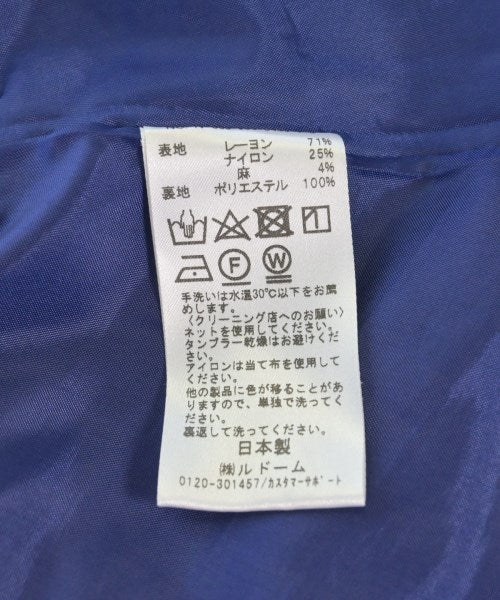 表地 レーヨン 71%
ナイロン 25%
麻 4%
裏地 ポリエステル 100%
F W
手洗いは水温30℃以下をお薦
めします。
〈クリーニング店へのお願い〉
ネットを使用してください。
タンブラー乾燥はお避けくだ
さい。
アイロンは当て布を使用して
ください。
他の製品に色が移ることがあ
りますので、単独で洗ってく
ださい。
裏返して洗ってください。
日本製
㈱ルドーム
0120-301457/カスタマーサポート